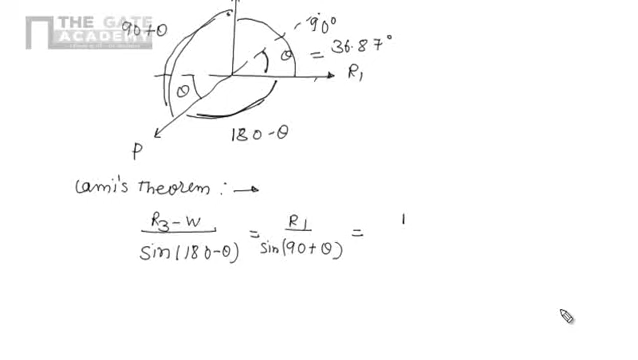 THE GATE
ACADEMY
90+θ
90°
θ = 36.87°
R1
θ
180-θ
P
Lami's Theorem : →
R3-W / sin(180-θ) = R1 / sin(90+θ) =